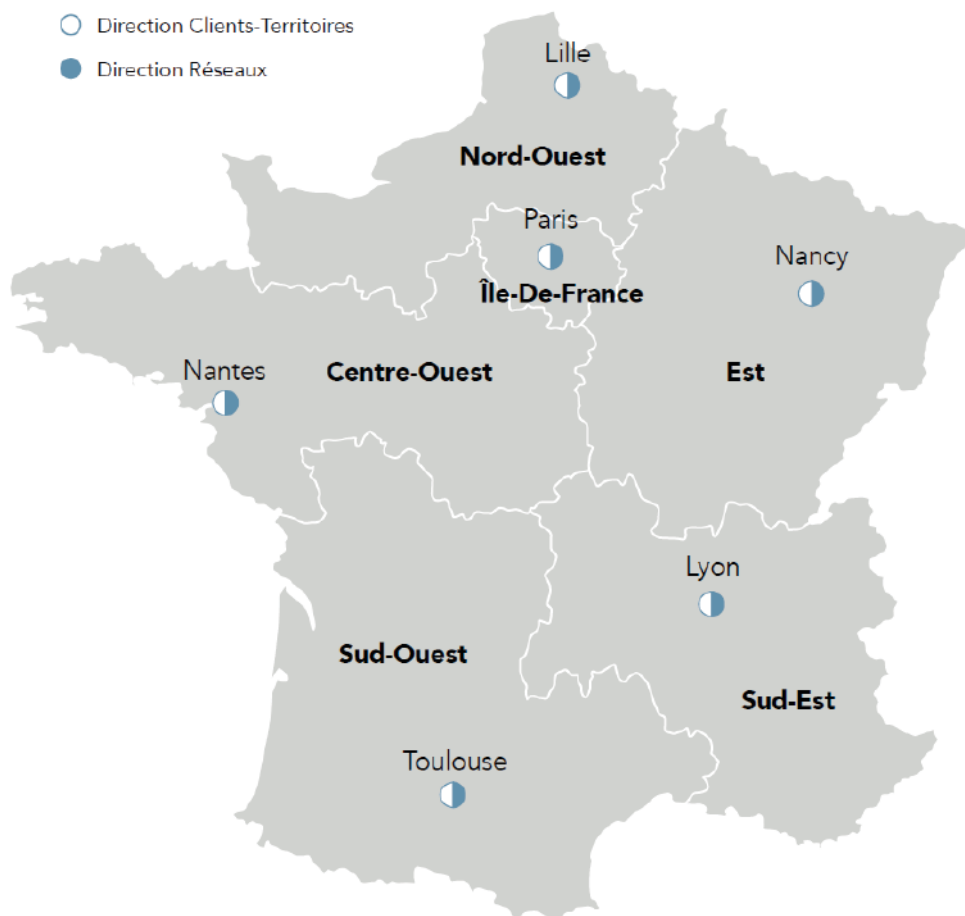 Direction Clients-Territoires
Direction Réseaux
Lille
Nord-Ouest
Paris
Île-De-France
Nancy
Nantes
Centre-Ouest
Est
Lyon
Sud-Ouest
Sud-Est
Toulouse